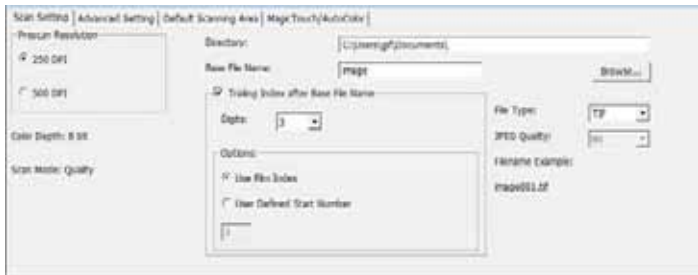 Scan Setting | Advanced Setting | Default Scanning Area | MagicTouch/AutoColor
Prescan Resolution
250 DPI
500 DPI
Color Depth: 8 bit
Scan Mode: Quality
Directory:
Base File Name:
image
Browse...
Trailing Index after Base File Name
Digits:
3
Options:
Use Film Index
User Defined Start Number
1
File Type:
TIF
JPEG Quality:
Filename Example:
image001.tif